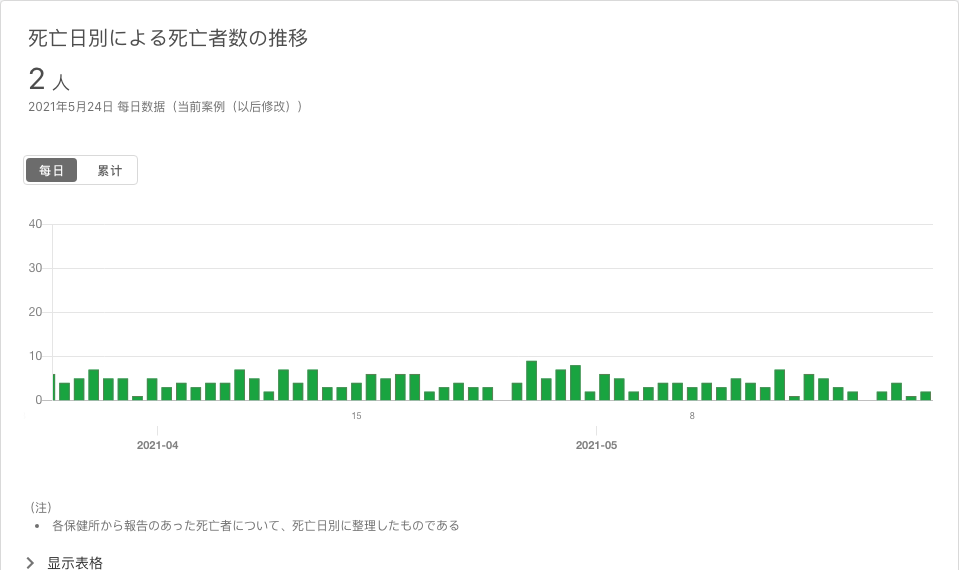 死亡日別による死亡者数の推移
2 人
2021年5月24日 每日数据（当前案例（以后修改））
每日 累计
40
30
20
10
0
15 8
2021-04 2021-05
（注）
• 各保健所から報告のあった死亡者について、死亡日別に整理したものである
显示表格